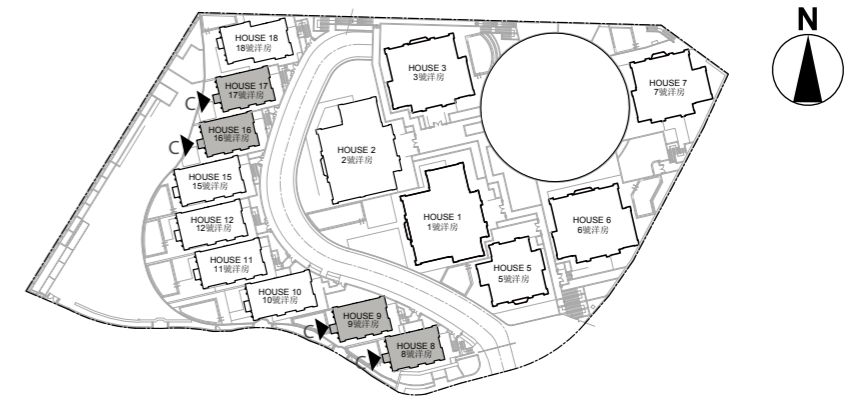 N
HOUSE 18
18號洋房
HOUSE 3
3號洋房
HOUSE 7
7號洋房
HOUSE 17
17號洋房
C
HOUSE 16
16號洋房
C
HOUSE 2
2號洋房
HOUSE 15
15號洋房
HOUSE 12
12號洋房
HOUSE 1
1號洋房
HOUSE 6
6號洋房
HOUSE 11
11號洋房
HOUSE 5
5號洋房
HOUSE 10
10號洋房
HOUSE 9
9號洋房
C
HOUSE 8
8號洋房
C